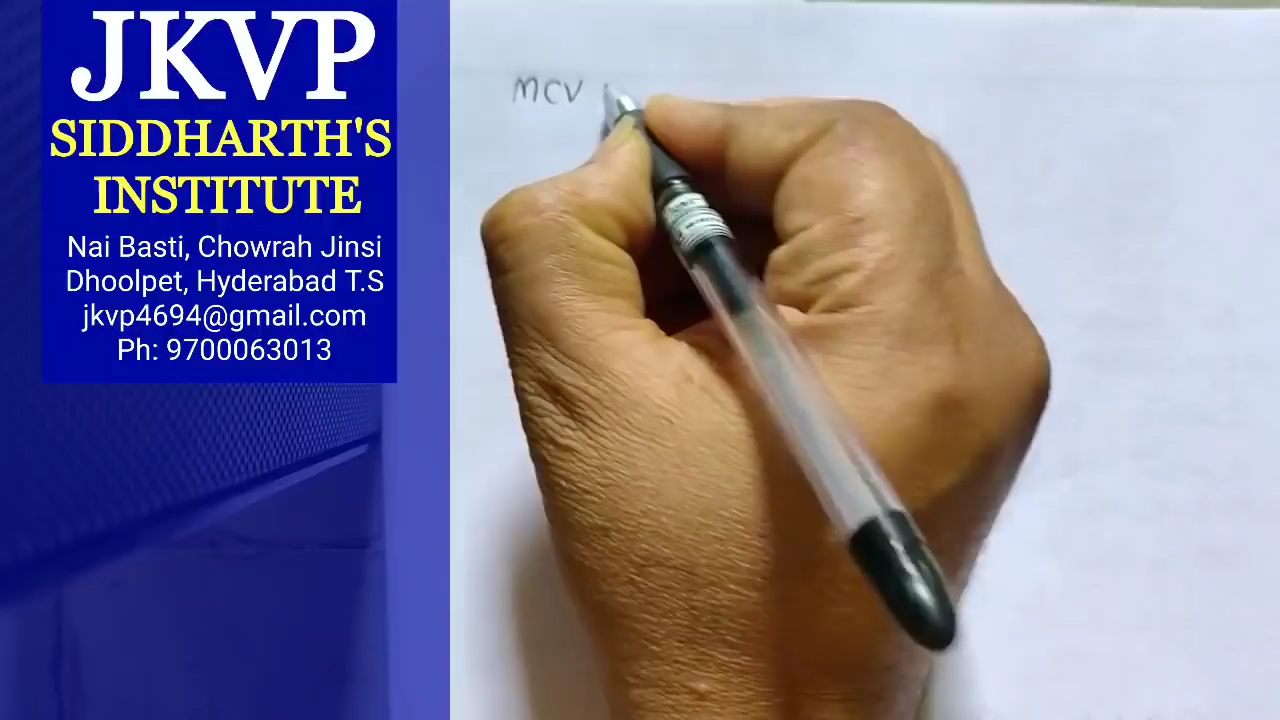 JKVP
SIDDHARTH'S
INSTITUTE
Nai Basti, Chowrah Jinsi
Dhoolpet, Hyderabad T.S
jkvp4694@gmail.com
Ph: 9700063013
MCV